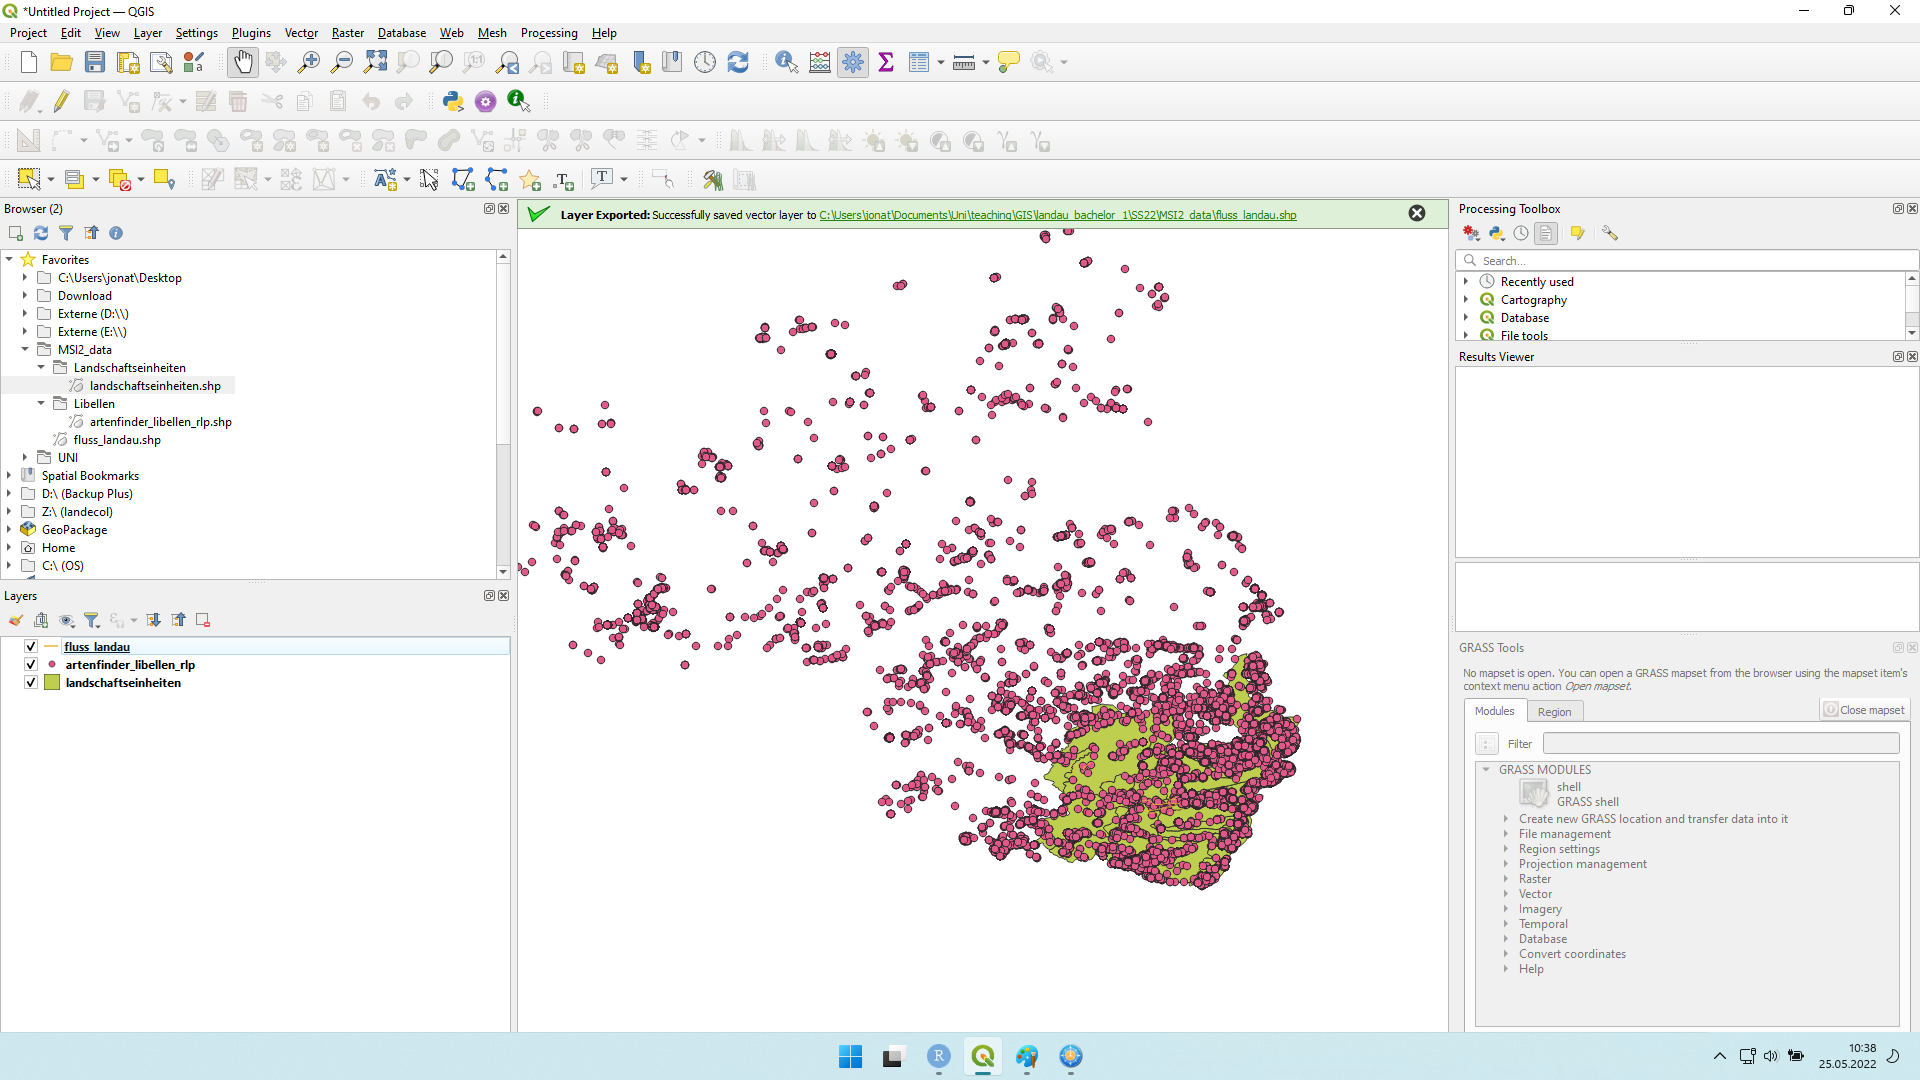 *Untitled Project — QGIS
Project Edit View Layer Settings Plugins Vector Raster Database Web Mesh Processing Help
Browser (2)
Favorites
C:\Users\jonat\Desktop
Download
Externe (D:\\)
Externe (E:\\)
MSI2_data
Landschaftseinheiten
landschaftseinheiten.shp
Libellen
artenfinder_libellen_rlp.shp
fluss_landau.shp
UNI
Spatial Bookmarks
D:\ (Backup Plus)
Z:\ (landecol)
GeoPackage
Home
C:\ (OS)
Layers
fluss_landau
artenfinder_libellen_rlp
landschaftseinheiten
Layer Exported: Successfully saved vector layer to C:\Users\jonat\Documents\Uni\teaching\GIS\landau_bachelor_1\SS22\MSI2_data\fluss_landau.shp
Processing Toolbox
Search...
Recently used
Cartography
Database
File tools
Results Viewer
GRASS Tools
No mapset is open. You can open a GRASS mapset from the browser using the mapset item's
context menu action Open mapset.
Modules Region Close mapset
Filter
GRASS MODULES
shell
GRASS shell
Create new GRASS location and transfer data into it
File management
Region settings
Projection management
Raster
Vector
Imagery
Temporal
Database
Convert coordinates
Help
10:38
25.05.2022